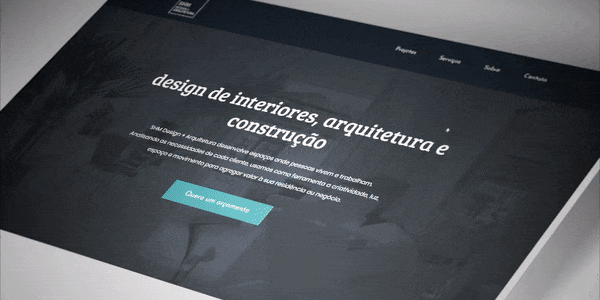 Projetos
Serviços
Sobre
Contato
design de interiores, arquitetura e
construção
Design + Arquitetura desenvolve espaços onde pessoas vivem e trabalham.
Analisando as necessidades de cada cliente, usamos como ferramenta a criatividade, luz,
espaço e movimento para agregar valor à sua residência ou negócio.
Quero um orçamento